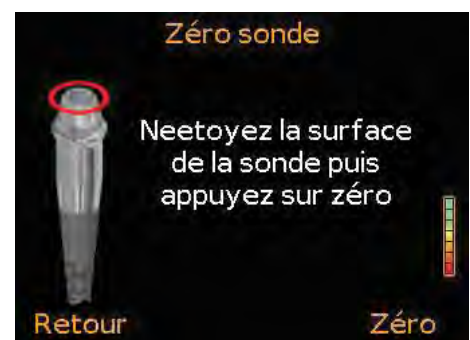 Zéro sonde
Neetoyez la surface
de la sonde puis
appuyez sur zéro
Retour
Zéro